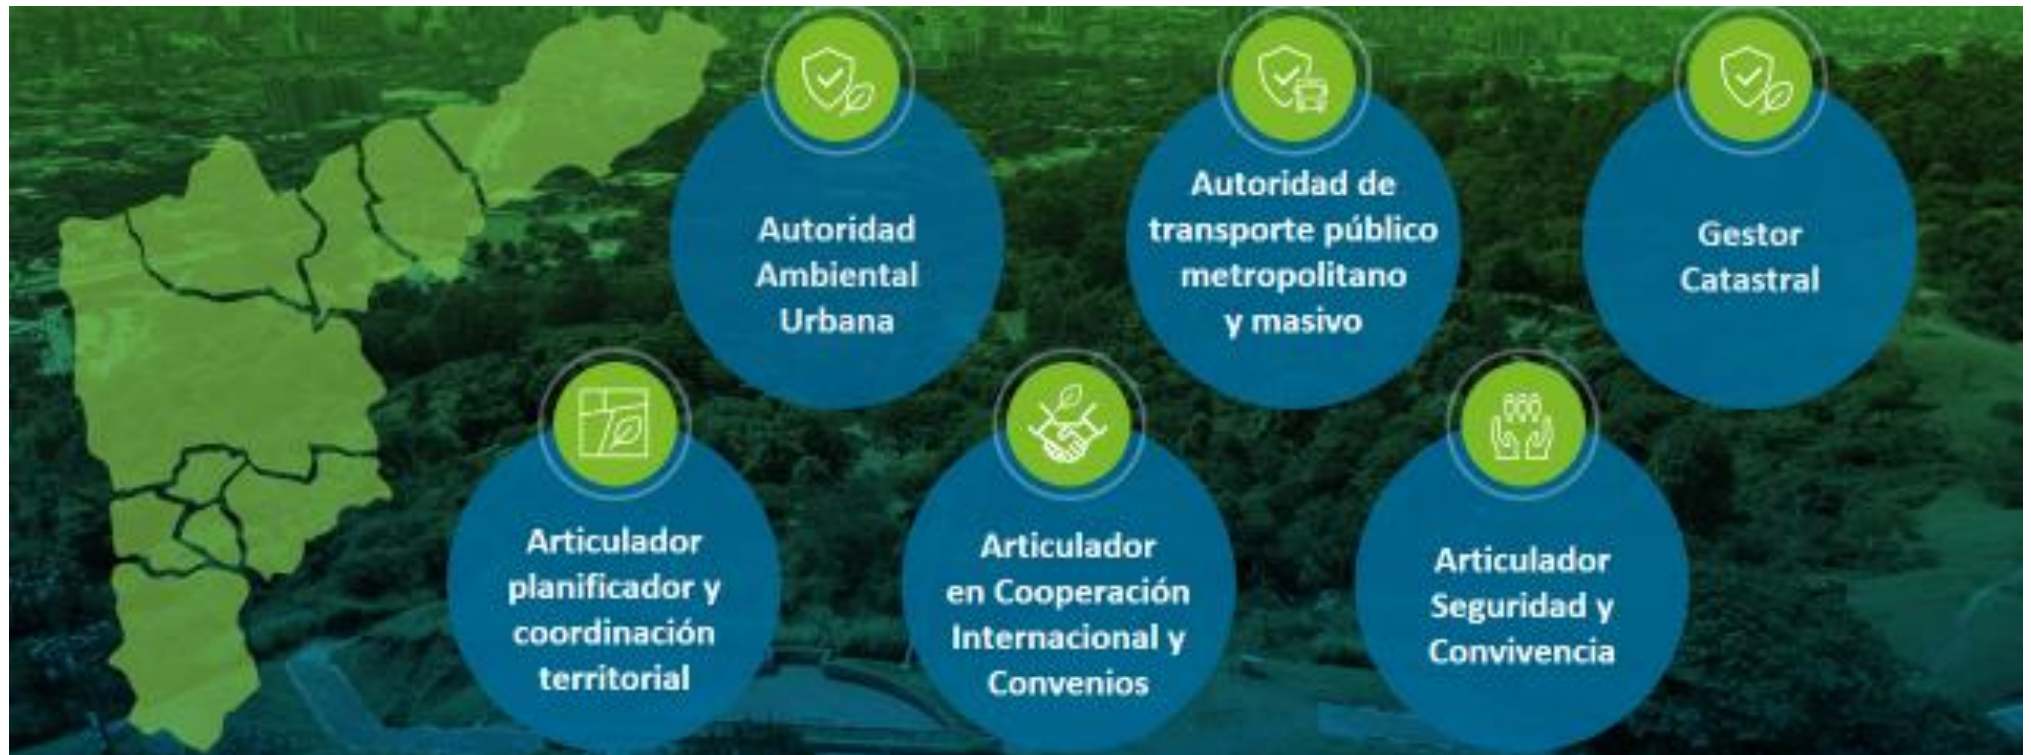 Autoridad
Ambiental
Urbana
Autoridad de
transporte público
metropolitano
y masivo
Gestor
Catastral
Articulador
planificador y
coordinación
territorial
Articulador
en Cooperación
Internacional y
Convenios
Articulador
Seguridad y
Convivencia